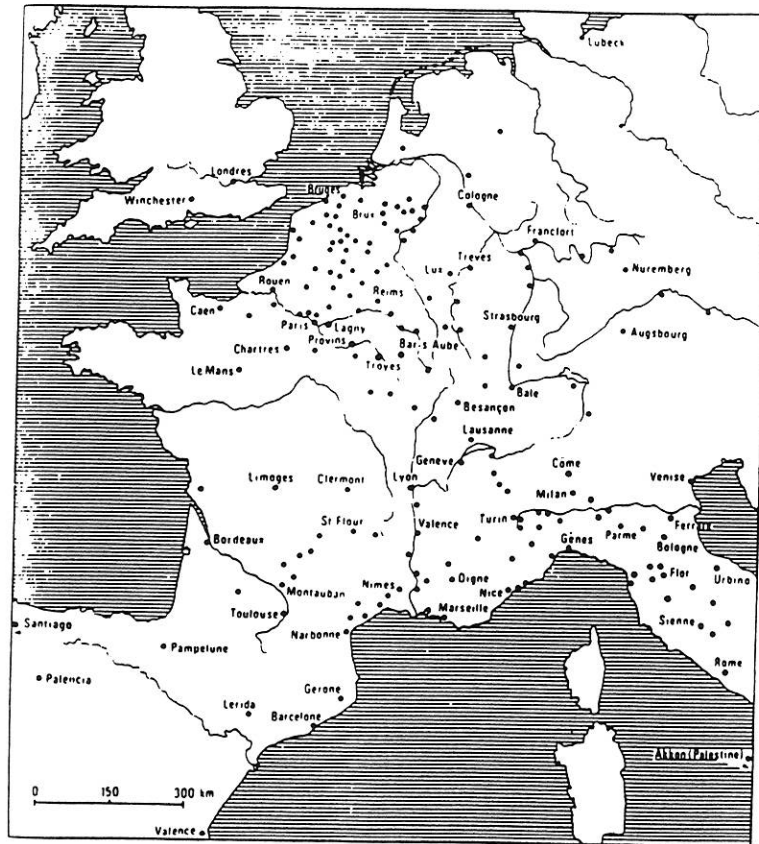 Lubeck
Londres
Winchester
Bruges
Brux
Cologne
Francfort
Treves
Lux
Nuremberg
Rouen
Reims
Caen
Paris
Lagny
Strasbourg
Augsbourg
Chartres
Provins
Bar-s Aube
Troyes
Le Mans
Bale
Besançon
Lausanne
Geneve
Côme
Limoges
Clermont
Lyon
Milan
Venise
St Flour
Valence
Turin
Ferrare
Parme
Bordeaux
Gênes
Bologne
Digne
Flor
Urbino
Montauban
Nimes
Nice
Toulouse
Marseille
Santiago
Narbonne
Sienne
Pampelune
Rome
Palencia
Gerone
Lerida
Barcelone
Akkon (Palestine)
0 150 300 km
Valence